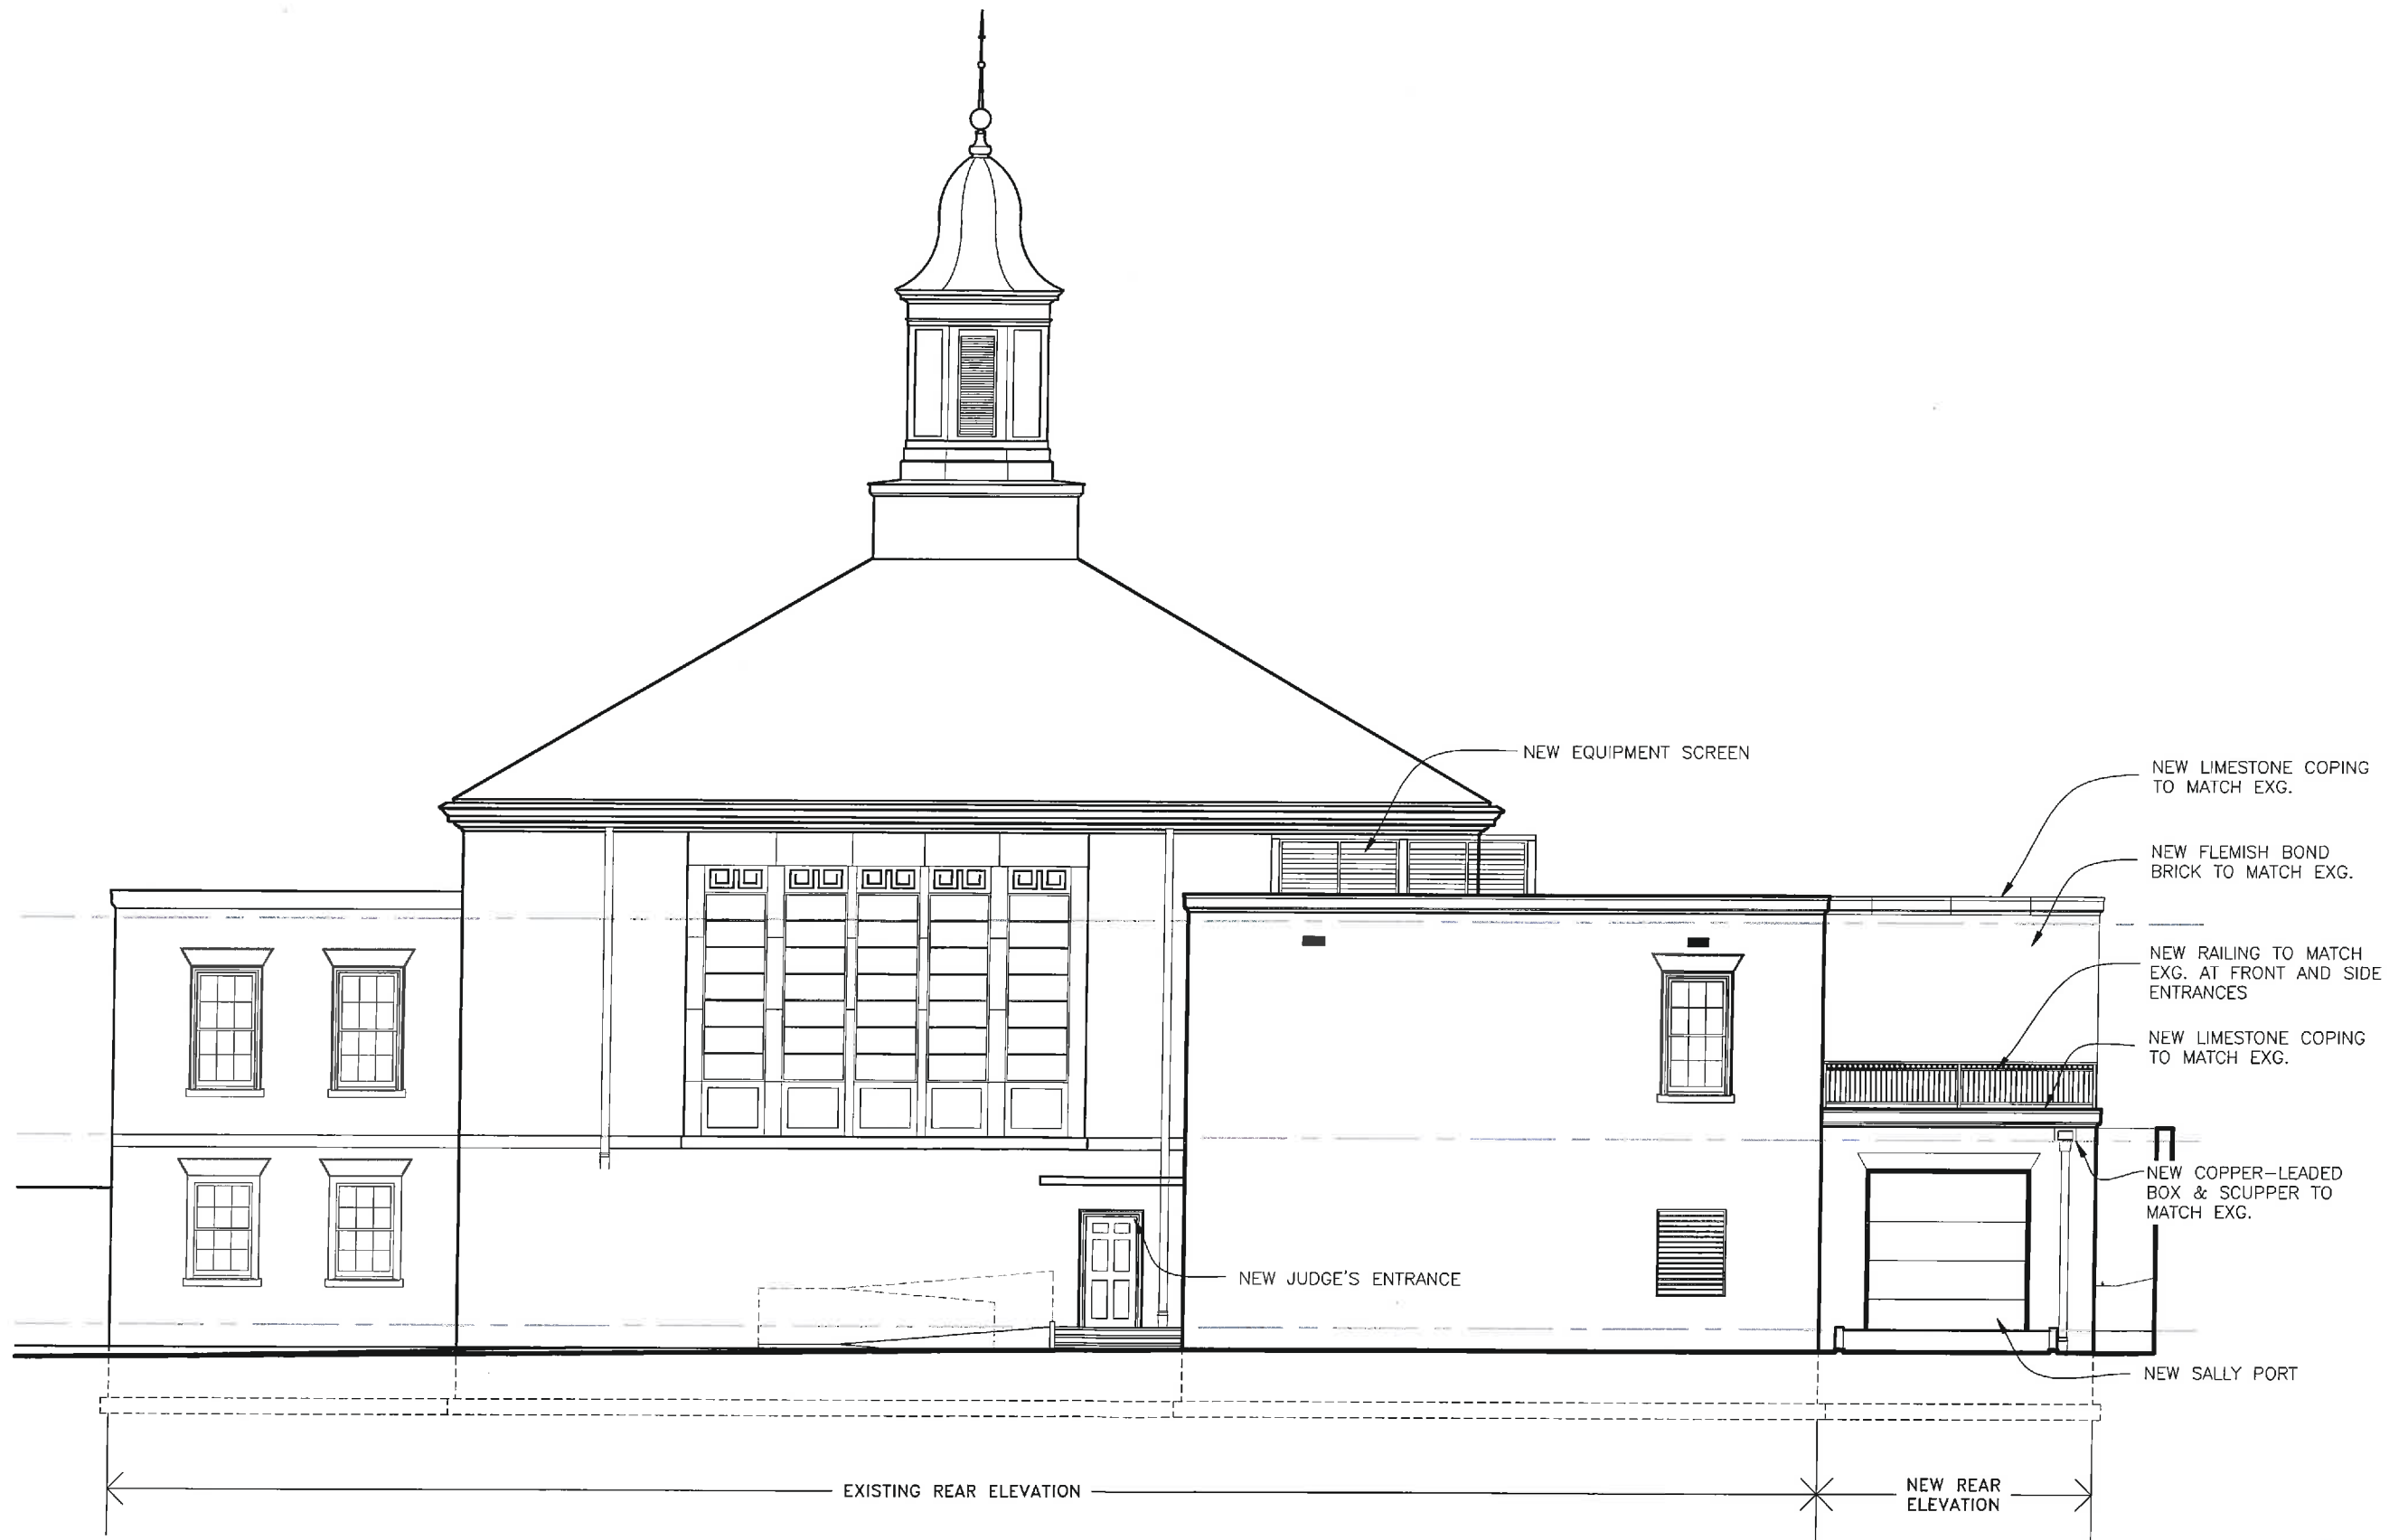 NEW EQUIPMENT SCREEN
NEW LIMESTONE COPING
TO MATCH EXG.
NEW FLEMISH BOND
BRICK TO MATCH EXG.
NEW RAILING TO MATCH
EXG. AT FRONT AND SIDE
ENTRANCES
NEW LIMESTONE COPING
TO MATCH EXG.
NEW COPPER-LEADED
BOX & SCUPPER TO
MATCH EXG.
NEW JUDGE'S ENTRANCE
NEW SALLY PORT
EXISTING REAR ELEVATION
NEW REAR
ELEVATION